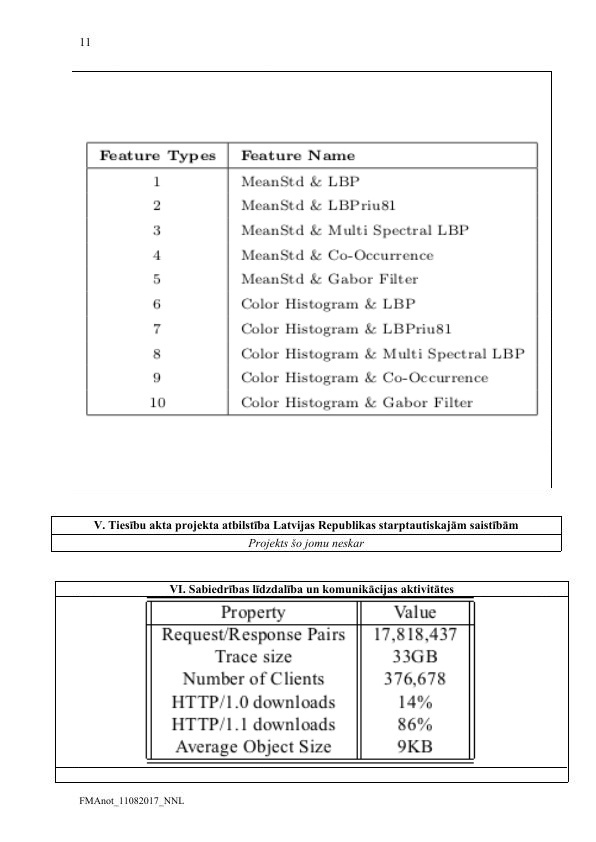 11
Feature Types Feature Name
1 MeanStd & LBP
2 MeanStd & LBPriu81
3 MeanStd & Multi Spectral LBP
4 MeanStd & Co-Occurrence
5 MeanStd & Gabor Filter
6 Color Histogram & LBP
7 Color Histogram & LBPriu81
8 Color Histogram & Multi Spectral LBP
9 Color Histogram & Co-Occurrence
10 Color Histogram & Gabor Filter
V. Tiesību akta projekta atbilstība Latvijas Republikas starptautiskajām saistībām
Projekts šo jomu neskar
VI. Sabiedrības līdzdalība un komunikācijas aktivitātes
Property Value
Request/Response Pairs 17,818,437
Trace size 33GB
Number of Clients 376,678
HTTP/1.0 downloads 14%
HTTP/1.1 downloads 86%
Average Object Size 9KB
FMAnot_11082017_NNL